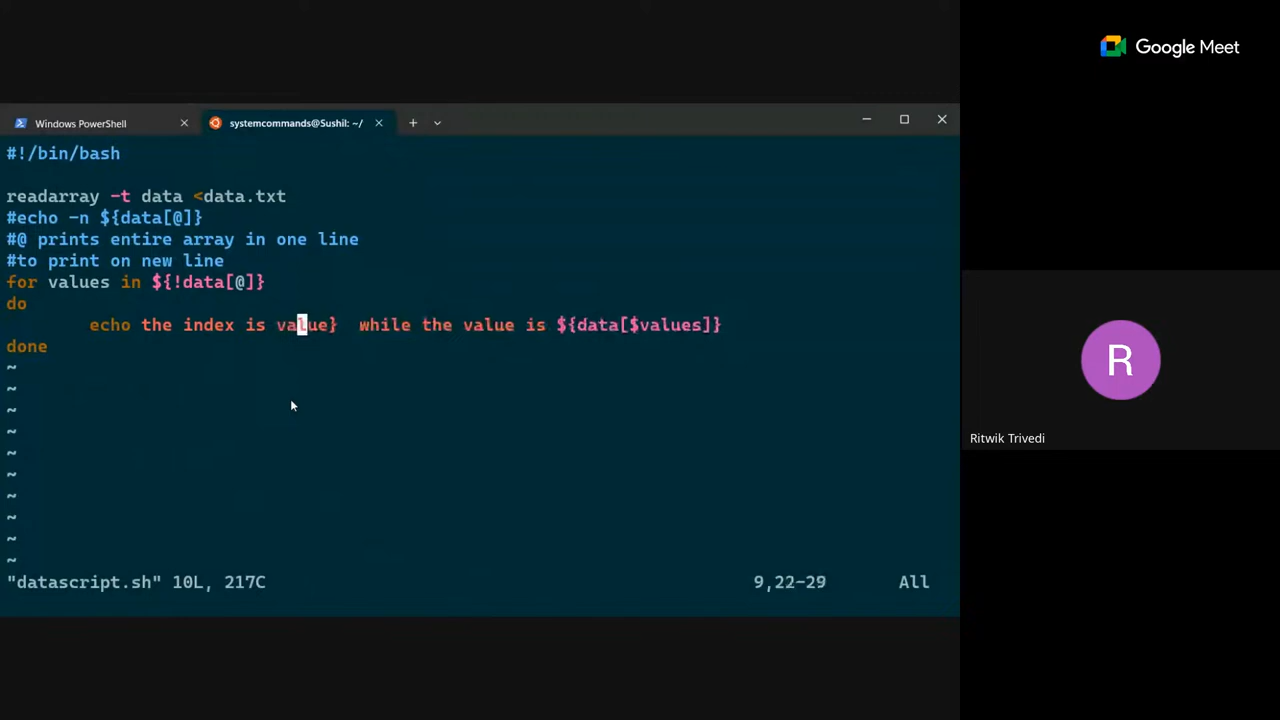 Google Meet
Windows PowerShell
systemcommands@Sushil: ~/
#!/bin/bash
readarray -t data <data.txt
#echo -n ${data[@]}
#@ prints entire array in one line
#to print on new line
for values in ${!data[@]}
do
echo the index is value}  while the value is ${data[$values]}
done
~
~
~
~
~
~
~
~
~
~
"datascript.sh" 10L, 217C 9,22-29 All
R
Ritwik Trivedi